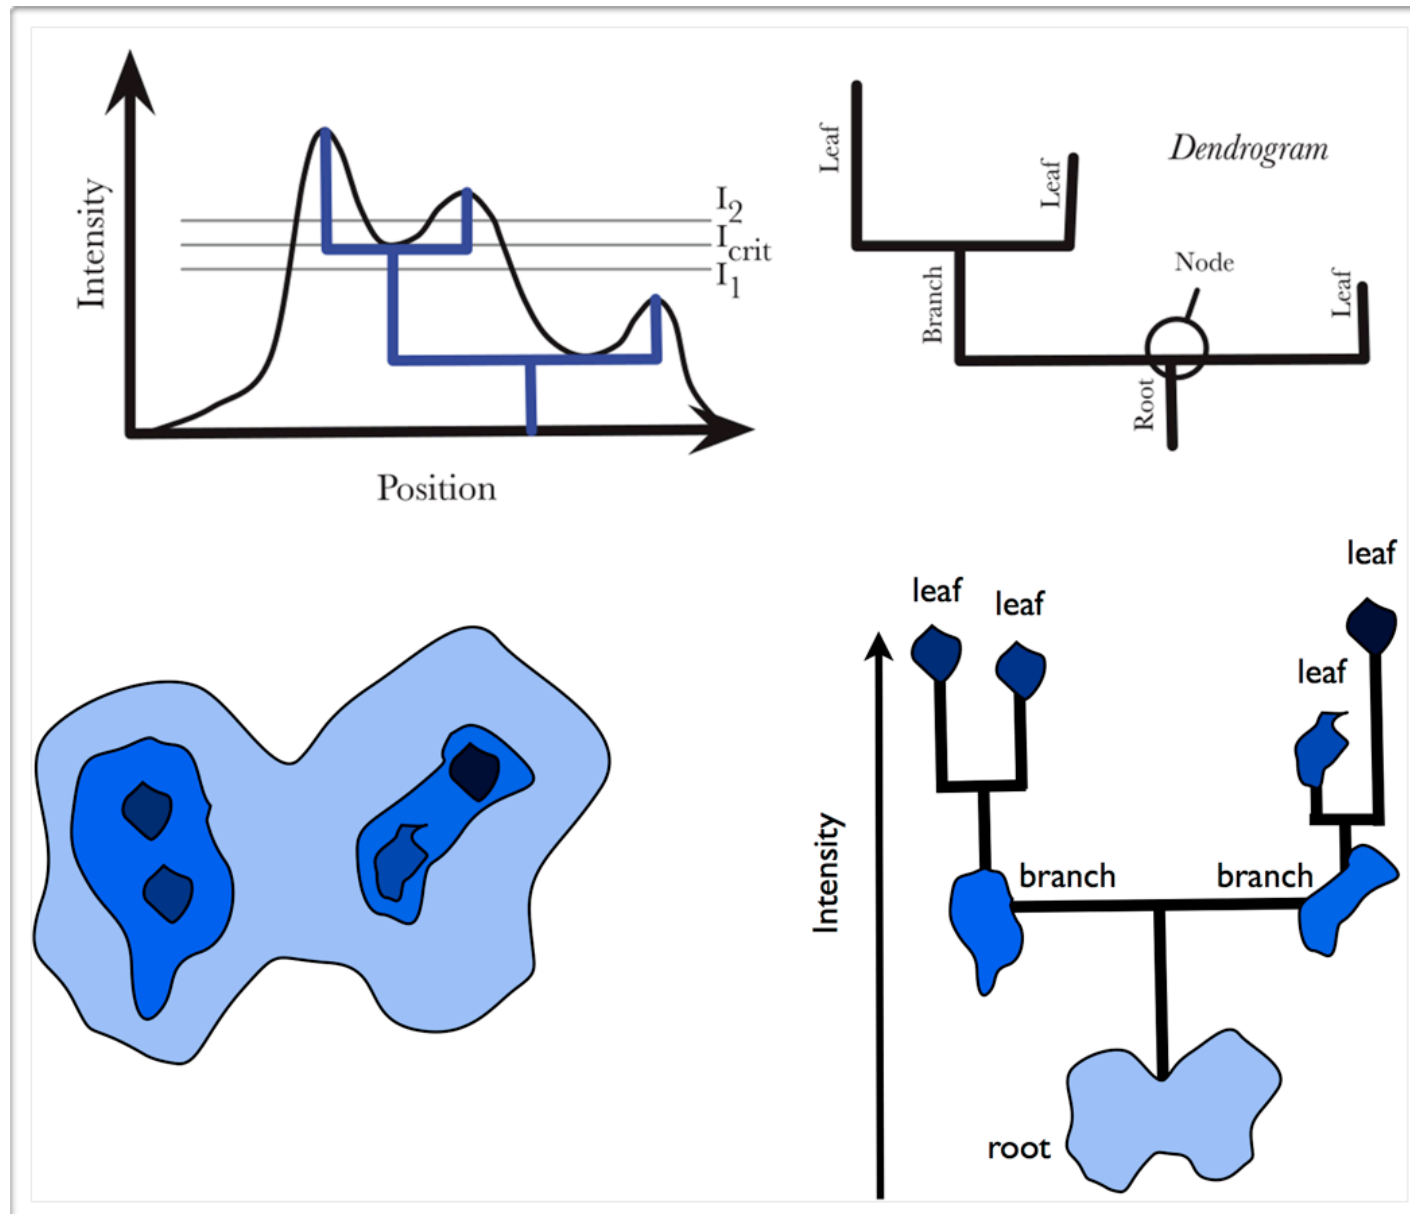 Intensity
I2
Icrit
I1
Position
Leaf
Leaf
Dendrogram
Branch
Node
Leaf
Root
leaf
leaf
leaf
leaf
Intensity
branch
branch
root